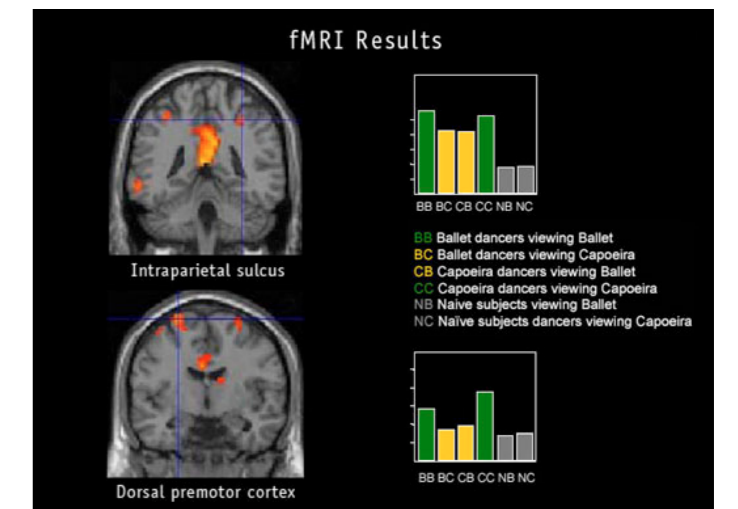 fMRI Results
BB BC CB CC NB NC
Intraparietal sulcus
BB Ballet dancers viewing Ballet
BC Ballet dancers viewing Capoeira
CB Capoeira dancers viewing Ballet
CC Capoeira dancers viewing Capoeira
NB Naive subjects viewing Ballet
NC Naïve subjects dancers viewing Capoeira
BB BC CB CC NB NC
Dorsal premotor cortex